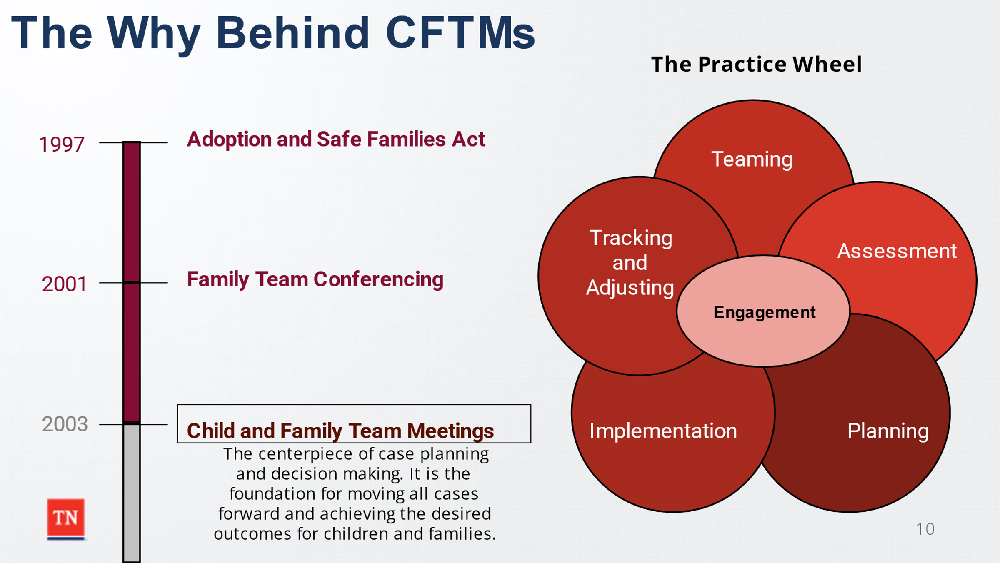 The Why Behind CFTMs
1997
Adoption and Safe Families Act
2001
Family Team Conferencing
2003
Child and Family Team Meetings
The centerpiece of case planning
and decision making. It is the
foundation for moving all cases
forward and achieving the desired
outcomes for children and families.
TN
The Practice Wheel
Teaming
Tracking
and
Adjusting
Assessment
Engagement
Implementation
Planning
10